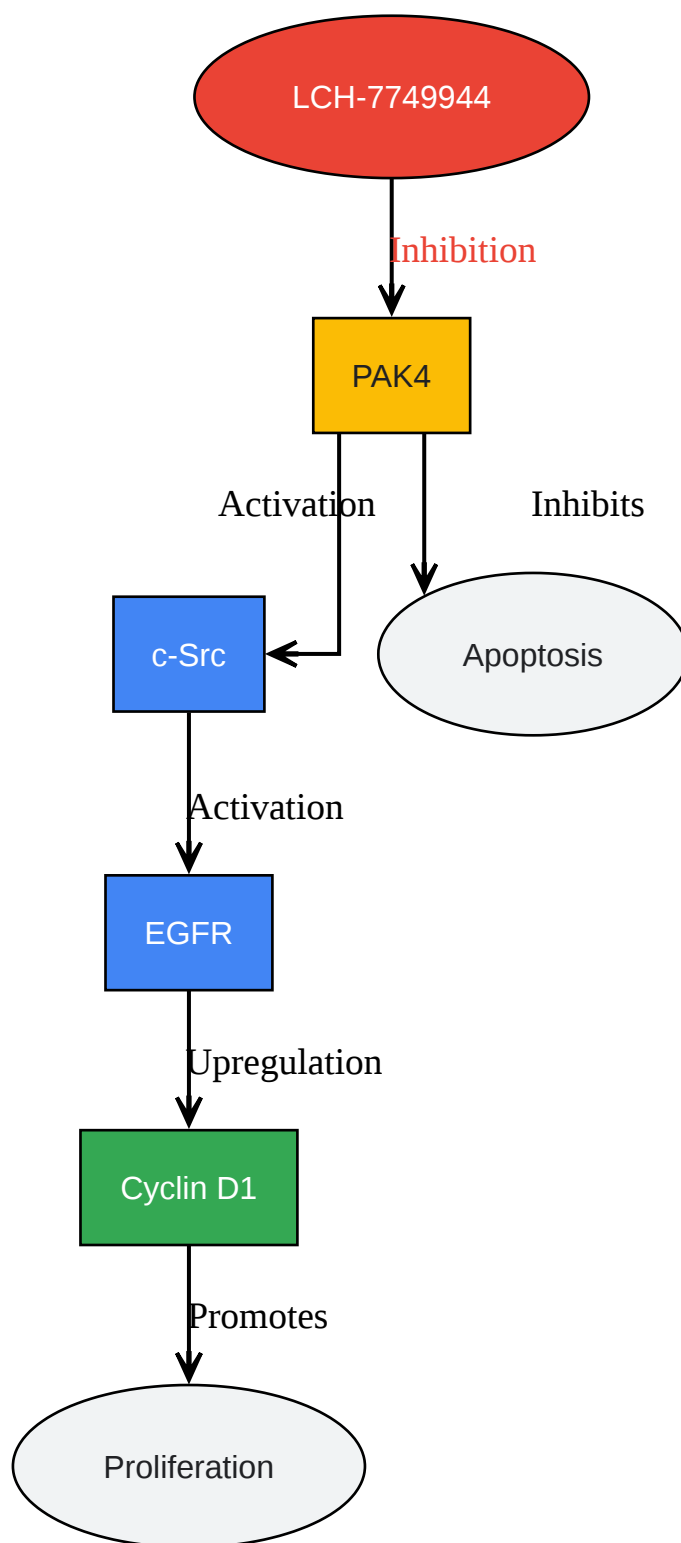 LCH-7749944
Inhibition
PAK4
Activation
Inhibits
c-Src
Apoptosis
Activation
EGFR
Upregulation
Cyclin D1
Promotes
Proliferation